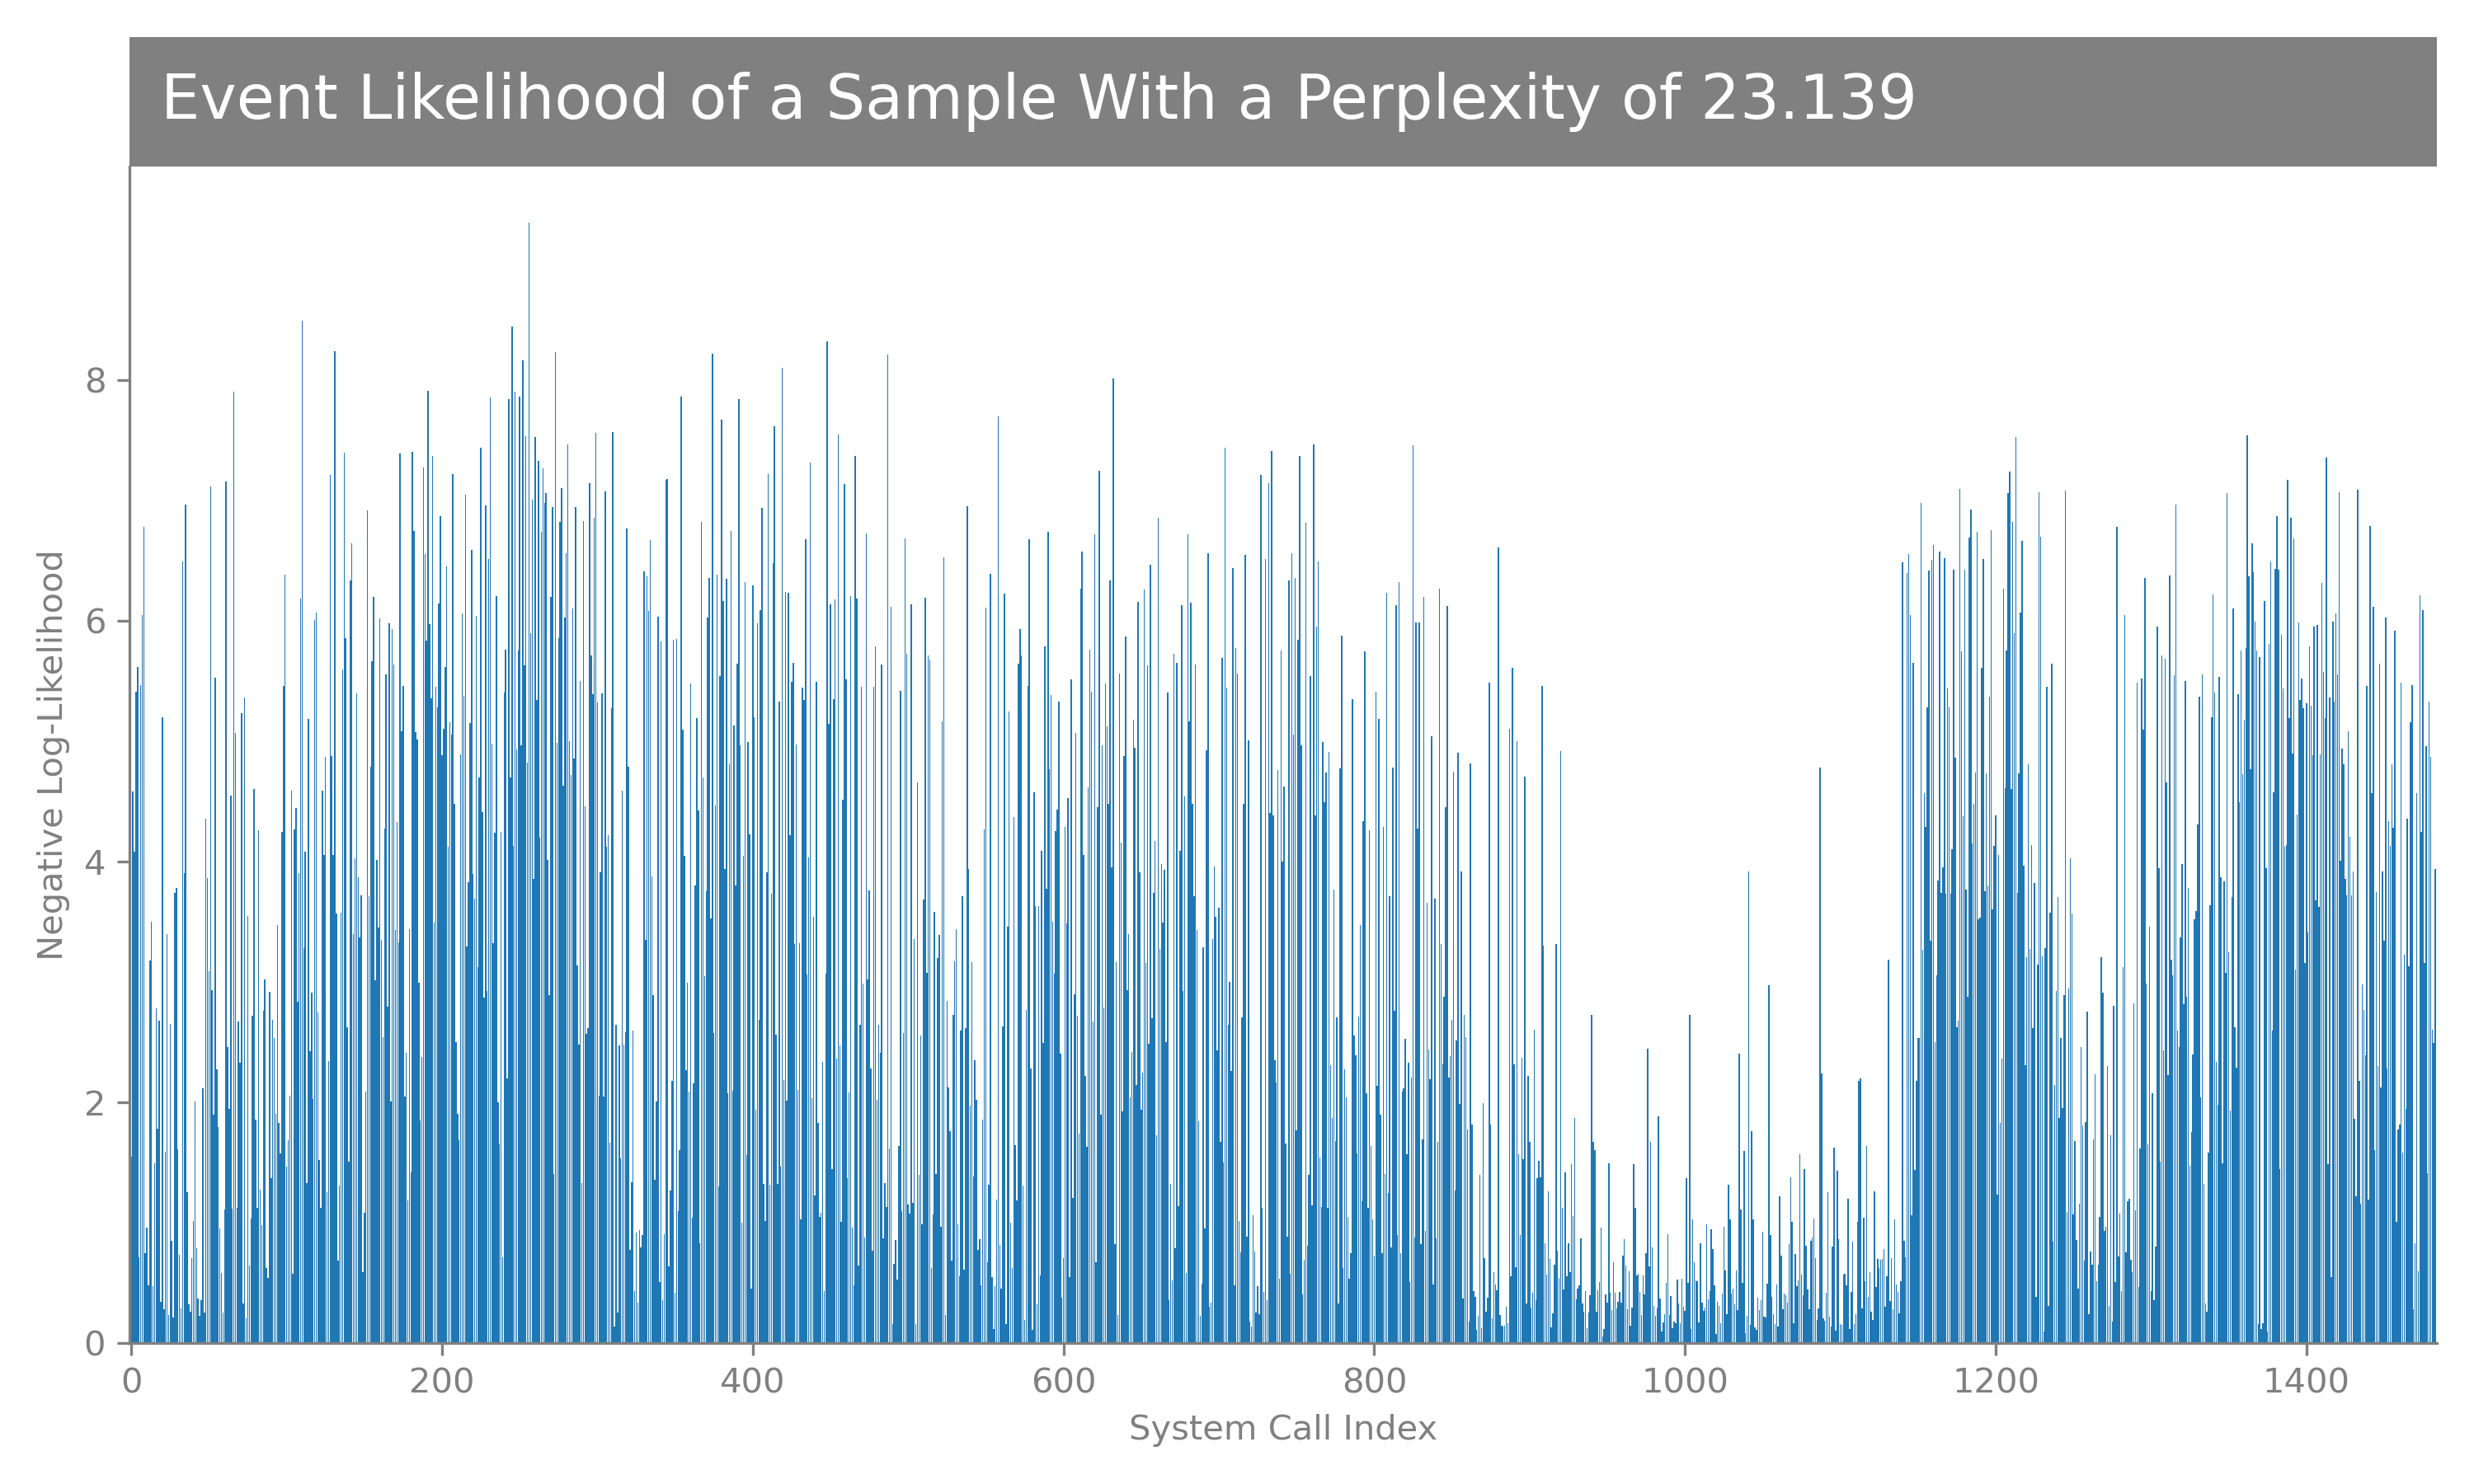 Event Likelihood of a Sample With a Perplexity of 23.139
Negative Log-Likelihood
8
6
4
2
0
0 200 400 600 800 1000 1200 1400
System Call Index